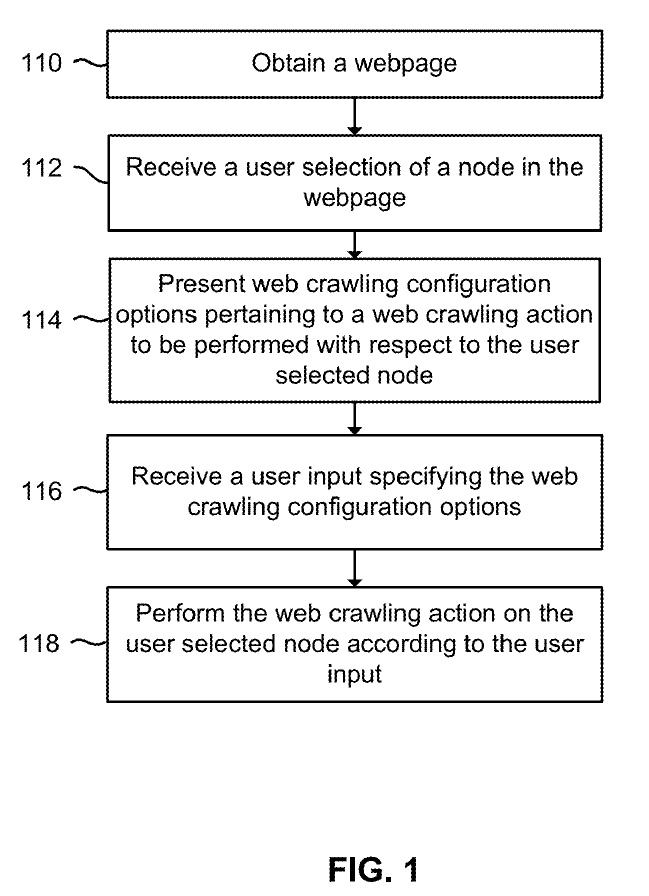 110
Obtain a webpage
112
Receive a user selection of a node in the
webpage
114
Present web crawling configuration
options pertaining to a web crawling action
to be performed with respect to the user
selected node
116
Receive a user input specifying the web
crawling configuration options
118
Perform the web crawling action on the
user selected node according to the user
input
FIG. 1